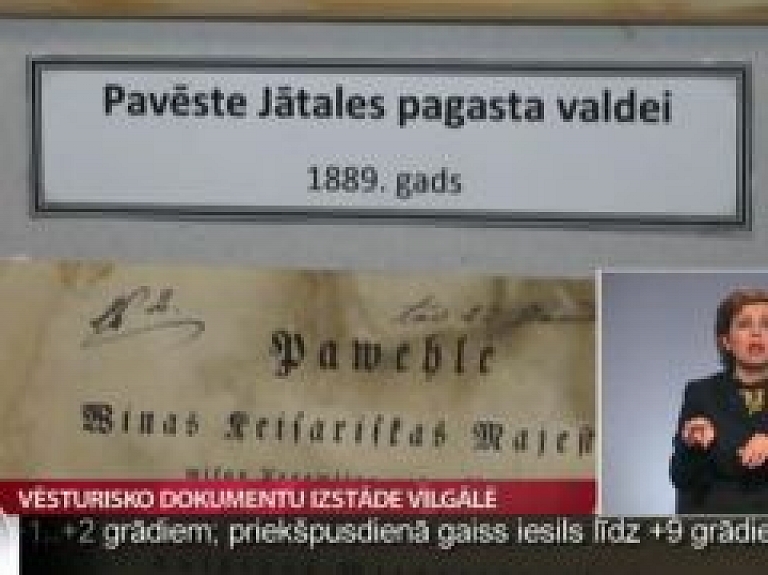 Pavēste Jātales pagasta valdei
1889. gads
Pawehle
Winas Keisariskas Majest
VĒSTURISKO DOKUMENTU IZSTĀDE VILGĀLĒ
+2 grādiem, priekšpusdienā gaiss iesils līdz +9 grādie